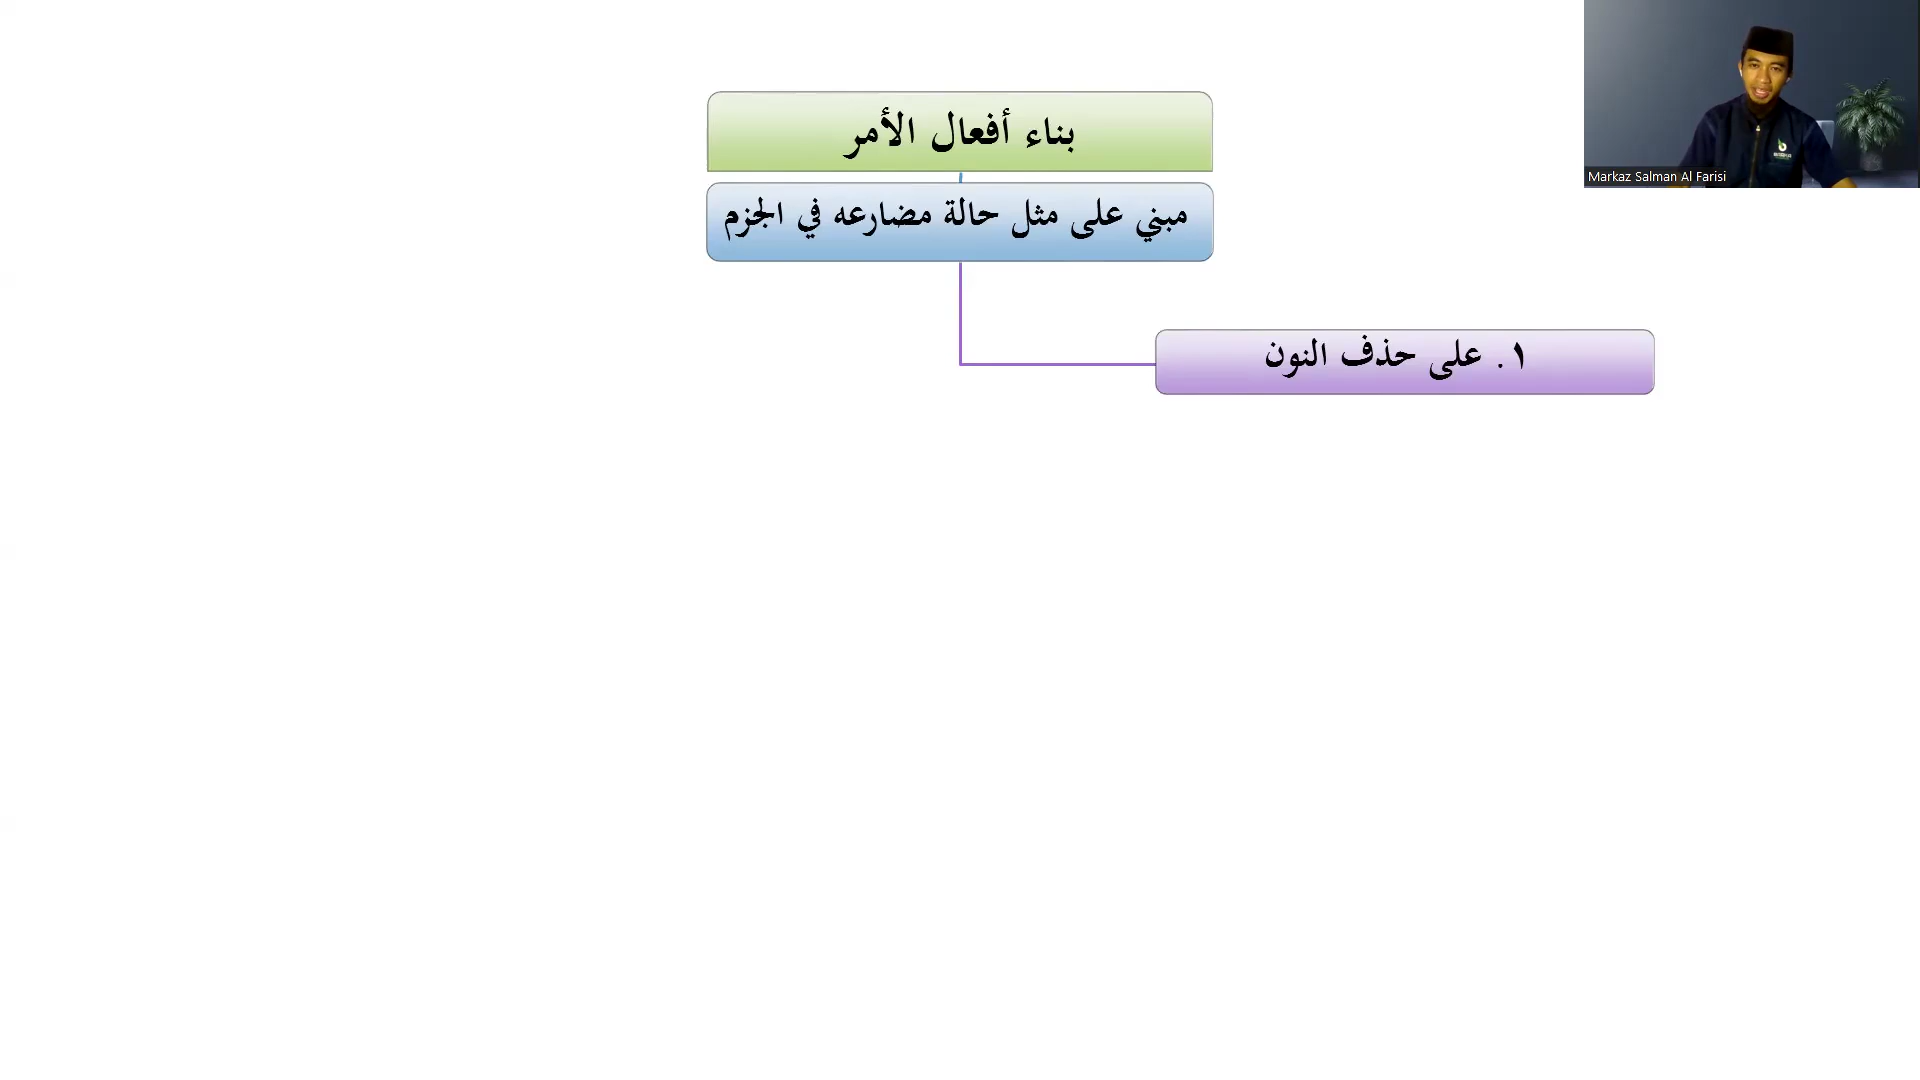 بناء أفعال الأمر
مبني على مثل حالة مضارعه في الجزم
١. على حذف النون
Markaz Salman Al Farisi